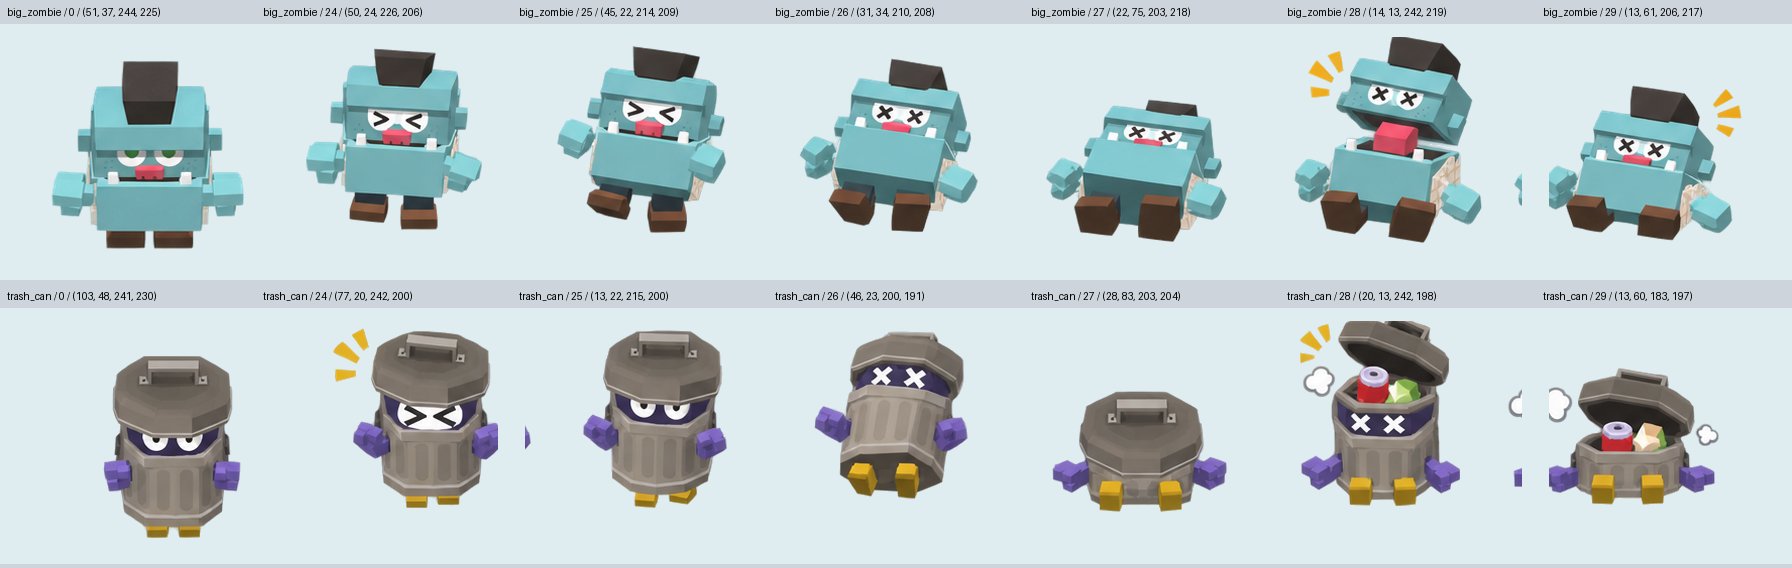 big_zombie / 0 / (51, 37, 244, 225)
big_zombie / 24 / (50, 24, 226, 206)
big_zombie / 25 / (45, 22, 214, 209)
big_zombie / 26 / (31, 34, 210, 208)
big_zombie / 27 / (22, 75, 203, 218)
big_zombie / 28 / (14, 13, 242, 219)
big_zombie / 29 / (13, 61, 206, 217)
trash_can / 0 / (103, 48, 241, 230)
trash_can / 24 / (77, 20, 242, 200)
trash_can / 25 / (13, 22, 215, 200)
trash_can / 26 / (46, 23, 200, 191)
trash_can / 27 / (28, 83, 203, 204)
trash_can / 28 / (20, 13, 242, 198)
trash_can / 29 / (13, 60, 183, 197)